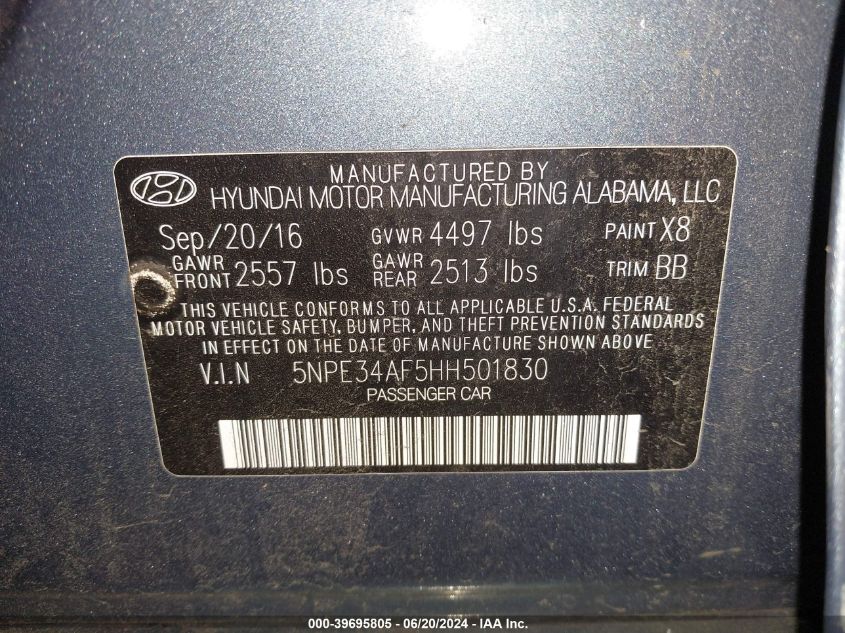 MANUFACTURED BY
HYUNDAI MOTOR MANUFACTURING ALABAMA, LLC
Sep/20/16 GVWR 4497 lbs PAINT X8
GAWR FRONT 2557 lbs GAWR REAR 2513 lbs TRIM BB
THIS VEHICLE CONFORMS TO ALL APPLICABLE U.S.A. FEDERAL
MOTOR VEHICLE SAFETY, BUMPER, AND THEFT PREVENTION STANDARDS
IN EFFECT ON THE DATE OF MANUFACTURE SHOWN ABOVE
V.I.N 5NPE34AF5HH501830
PASSENGER CAR
000-39695805 - 06/20/2024 - IAA Inc.